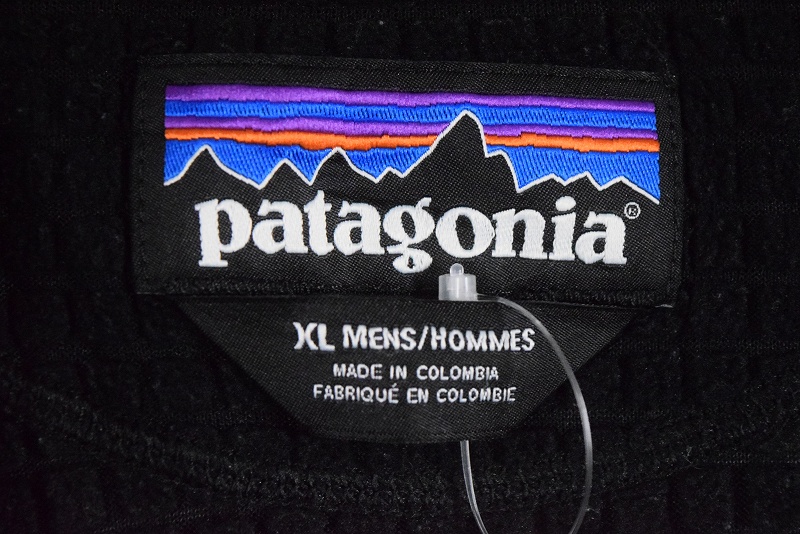 patagonia®
XL MENS/HOMMES
MADE IN COLOMBIA
FABRIQUÉ EN COLOMBIE